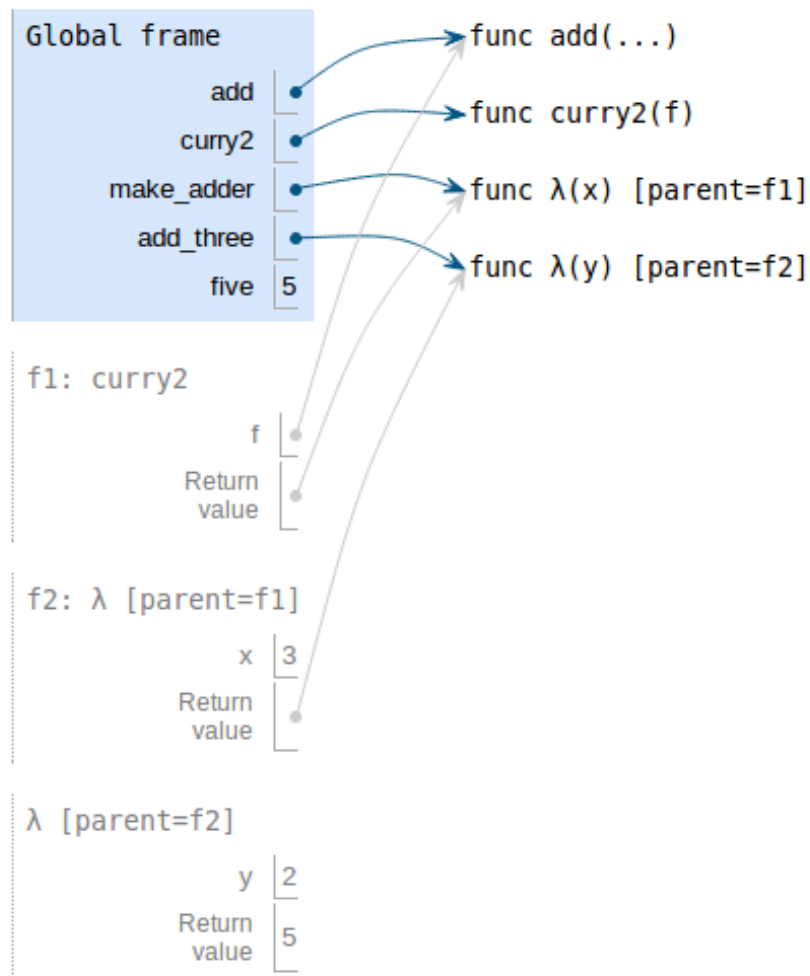 Global frame
func add(...)
add
curry2
func curry2(f)
make_adder
func λ(x) [parent=f1]
add_three
func λ(y) [parent=f2]
five 5
f1: curry2
f
Return
value
f2: λ [parent=f1]
x 3
Return
value
λ [parent=f2]
y 2
Return
value 5